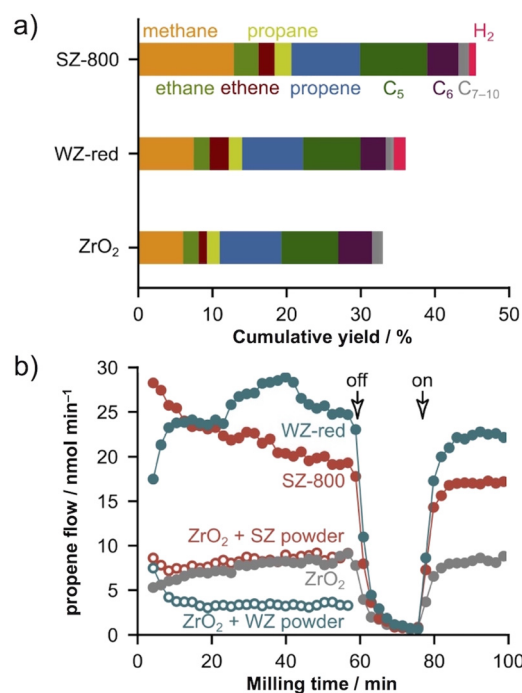 a)
methane propane H₂
SZ-800
ethane ethene propene C₅ C₆ C₇₋₁₀
WZ-red
ZrO₂
0 10 20 30 40 50
Cumulative yield / %
b)
30
25
20
15
10
5
0
propene flow / nmol min⁻¹
off on
WZ-red
SZ-800
ZrO₂ + SZ powder
ZrO₂
ZrO₂ + WZ powder
0 20 40 60 80 100
Milling time / min